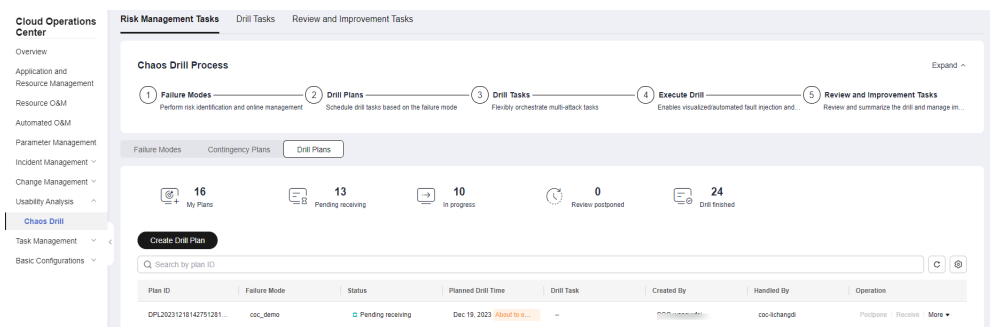 Cloud Operations
Center
Overview
Application and
Resource Management
Resource O&M
Automated O&M
Parameter Management
Incident Management
Change Management
Usability Analysis
Chaos Drill
Task Management
Basic Configurations
Risk Management Tasks Drill Tasks Review and Improvement Tasks
Chaos Drill Process Expand
1 Failure Modes 2 Drill Plans 3 Drill Tasks 4 Execute Drill 5 Review and Improvement Tasks
Perform risk identification and online management Schedule drill tasks based on the failure mode Flexibly orchestrate multi-attack tasks Enables visualized/automated fault injection and... Review and summarize the drill and manage im...
Failure Modes Contingency Plans Drill Plans
16 13 10 0 24
My Plans Pending receiving In progress Review postponed Drill finished
Create Drill Plan
Search by plan ID
Plan ID Failure Mode Status Planned Drill Time Drill Task Created By Handled By Operation
DPL20231218142751281... coc_demo Pending receiving Dec 19, 2023 About to e... -- coc-lichangdi Postpone Receive More